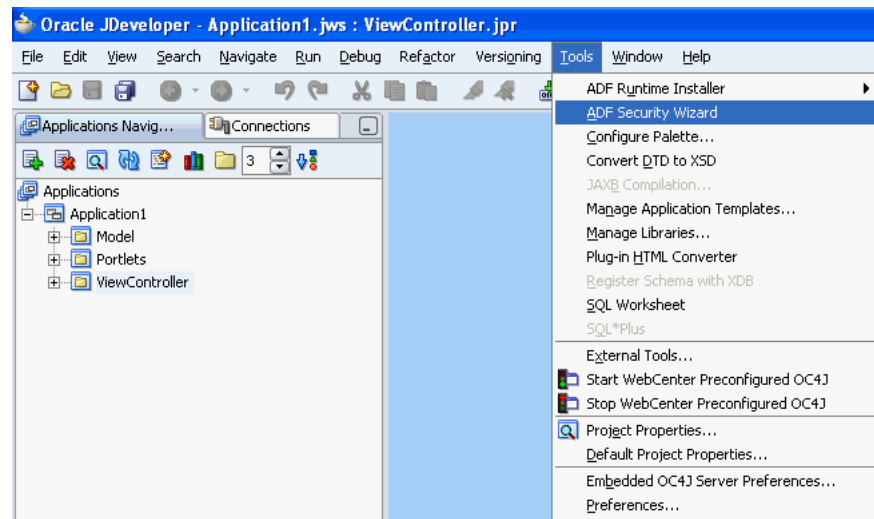 Oracle JDeveloper - Application1.jws : ViewController.jpr
File Edit View Search Navigate Run Debug Refactor Versioning Tools Window Help
Applications Navig... Connections
3
Applications
Application1
Model
Portlets
ViewController
ADF Runtime Installer
ADF Security Wizard
Configure Palette...
Convert DTD to XSD
JAXB Compilation...
Manage Application Templates...
Manage Libraries...
Plug-in HTML Converter
Register Schema with XDB
SQL Worksheet
SQL*Plus
External Tools...
Start WebCenter Preconfigured OC4J
Stop WebCenter Preconfigured OC4J
Project Properties...
Default Project Properties...
Embedded OC4J Server Preferences...
Preferences...